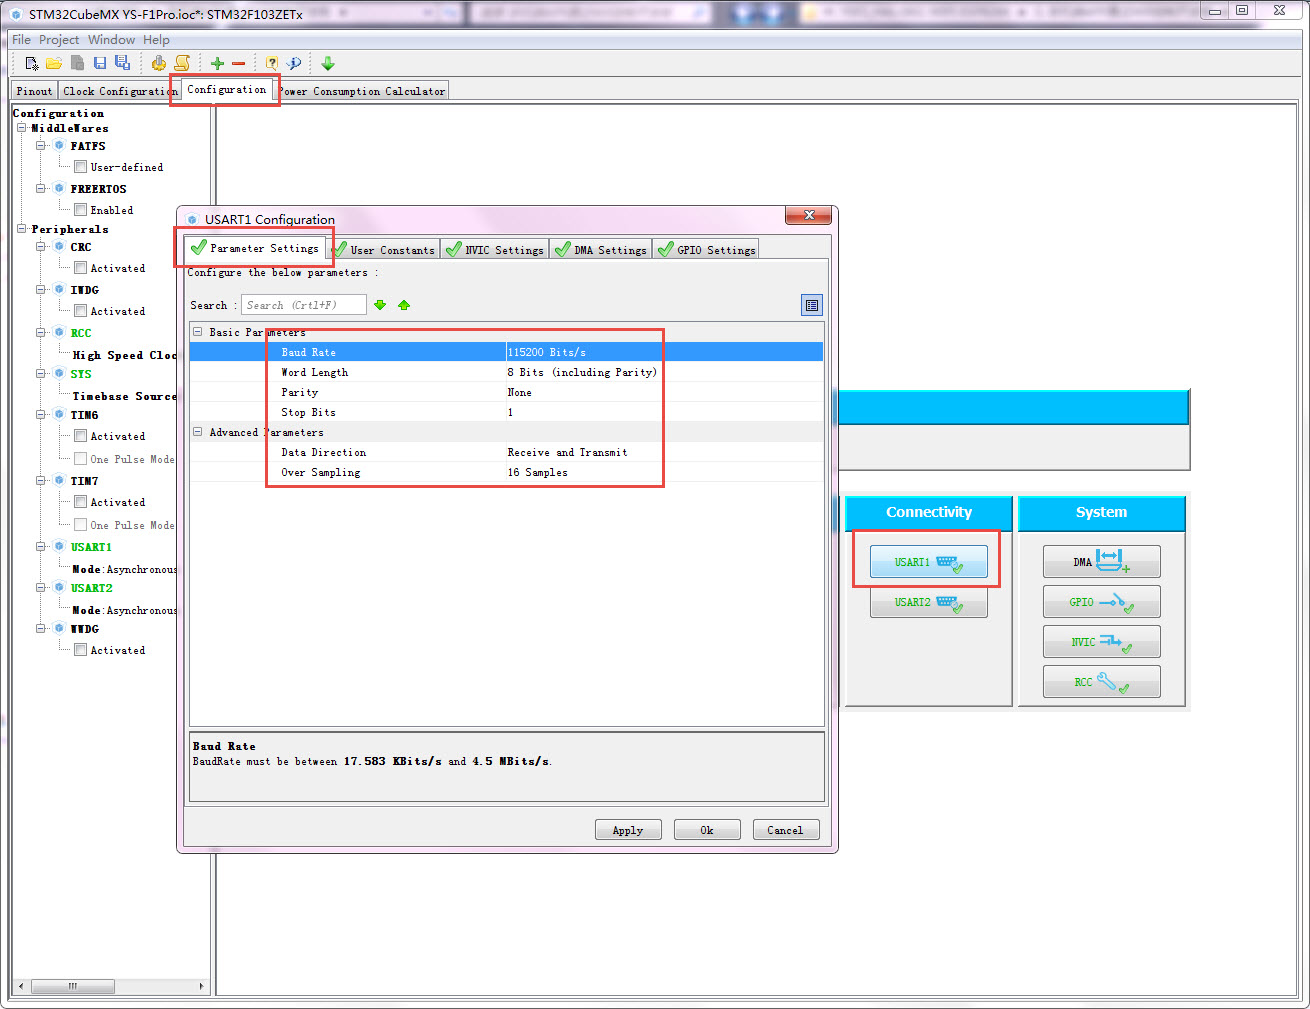 STM32CubeMX YS-F1Pro.ioc*: STM32F103ZETx
File Project Window Help
Pinout Clock Configuration Configuration Power Consumption Calculator
Configuration
MiddleWares
FATFS
User-defined
FREERTOS
Enabled
Peripherals
CRC
Activated
IWDG
Activated
RCC
High Speed Cloc
SYS
Timebase Source
TIM6
Activated
One Pulse Mode
TIM7
Activated
One Pulse Mode
USART1
Mode:Asynchronous
USART2
Mode:Asynchronous
WWDG
Activated
USART1 Configuration
Parameter Settings User Constants NVIC Settings DMA Settings GPIO Settings
Configure the below parameters :
Search : Search (Crtl+F)
Basic Parameters
Baud Rate 115200 Bits/s
Word Length 8 Bits (including Parity)
Parity None
Stop Bits 1
Advanced Parameters
Data Direction Receive and Transmit
Over Sampling 16 Samples
Baud Rate
BaudRate must be between 17.583 KBits/s and 4.5 MBits/s.
Apply Ok Cancel
Connectivity
USART1
USART2
System
DMA
GPIO
NVIC
RCC